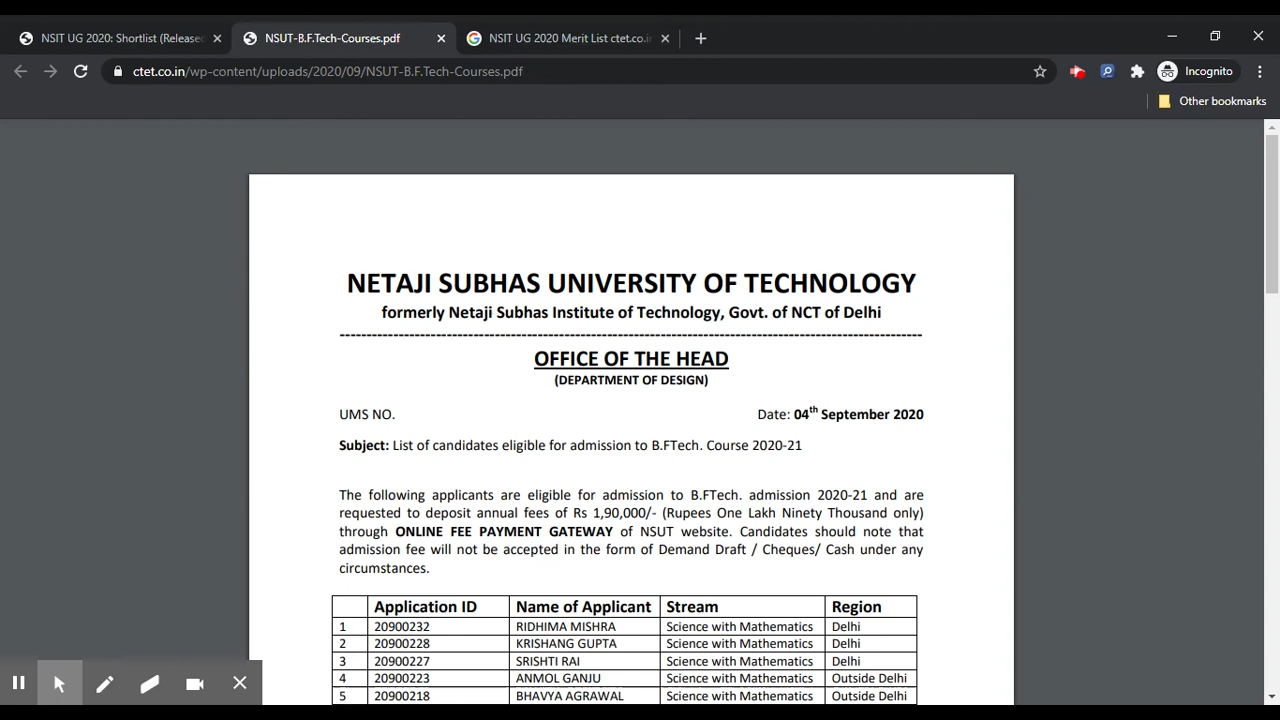 NSIT UG 2020: Shortlist (Release
NSUT-B.F.Tech-Courses.pdf
NSIT UG 2020 Merit List ctet.co.i
ctet.co.in/wp-content/uploads/2020/09/NSUT-B.F.Tech-Courses.pdf
Incognito
Other bookmarks
NETAJI SUBHAS UNIVERSITY OF TECHNOLOGY
formerly Netaji Subhas Institute of Technology, Govt. of NCT of Delhi
--------------------------------------------------------------------------------------------------
OFFICE OF THE HEAD
(DEPARTMENT OF DESIGN)
UMS NO. Date: 04th September 2020
Subject: List of candidates eligible for admission to B.FTech. Course 2020-21
The following applicants are eligible for admission to B.FTech. admission 2020-21 and are
requested to deposit annual fees of Rs 1,90,000/- (Rupees One Lakh Ninety Thousand only)
through ONLINE FEE PAYMENT GATEWAY of NSUT website. Candidates should note that
admission fee will not be accepted in the form of Demand Draft / Cheques/ Cash under any
circumstances.
Application ID Name of Applicant Stream Region
1 20900232 RIDHIMA MISHRA Science with Mathematics Delhi
2 20900228 KRISHANG GUPTA Science with Mathematics Delhi
3 20900227 SRISHTI RAI Science with Mathematics Delhi
4 20900223 ANMOL GANJU Science with Mathematics Outside Delhi
5 20900218 BHAVYA AGRAWAL Science with Mathematics Outside Delhi